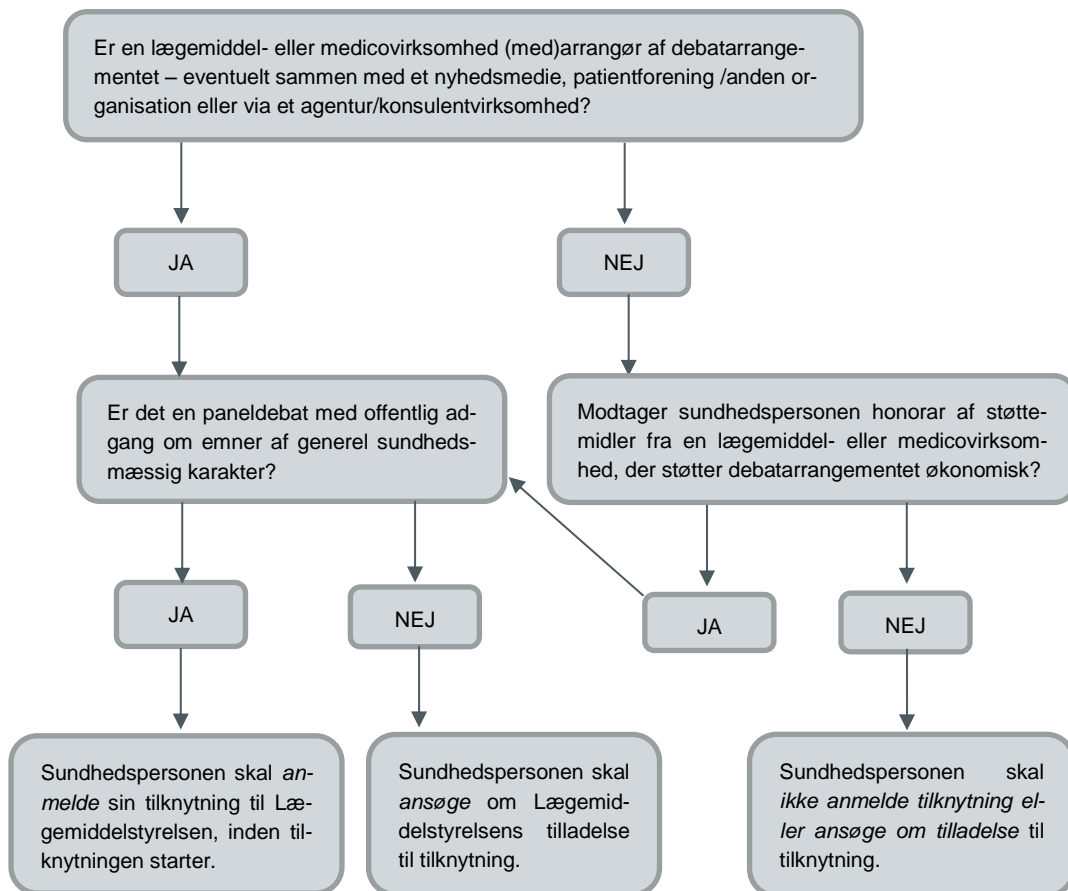 Er en lægemiddel- eller medicovirksomhed (med)arrangør af debatarrange-
mentet – eventuelt sammen med et nyhedsmedie, patientforening /anden or-
ganisation eller via et agentur/konsulentvirksomhed?
JA
NEJ
Er det en paneldebat med offentlig ad-
gang om emner af generel sundheds-
mæssig karakter?
Modtager sundhedspersonen honorar af støtte-
midler fra en lægemiddel- eller medicovirksom-
hed, der støtter debatarrangementet økonomisk?
JA
NEJ
JA
NEJ
Sundhedspersonen skal an-
melde sin tilknytning til Læ-
gemiddelstyrelsen, inden til-
knytningen starter.
Sundhedspersonen skal
ansøge om Lægemid-
delstyrelsens tilladelse
til tilknytning.
Sundhedspersonen skal
ikke anmelde tilknytning el-
ler ansøge om tilladelse til
tilknytning.